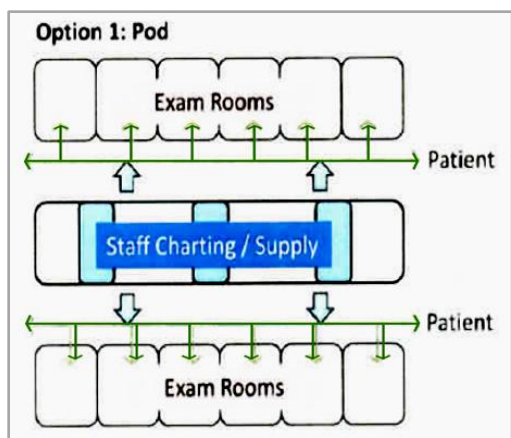 Option 1: Pod
Exam Rooms
Patient
Staff Charting / Supply
Patient
Exam Rooms